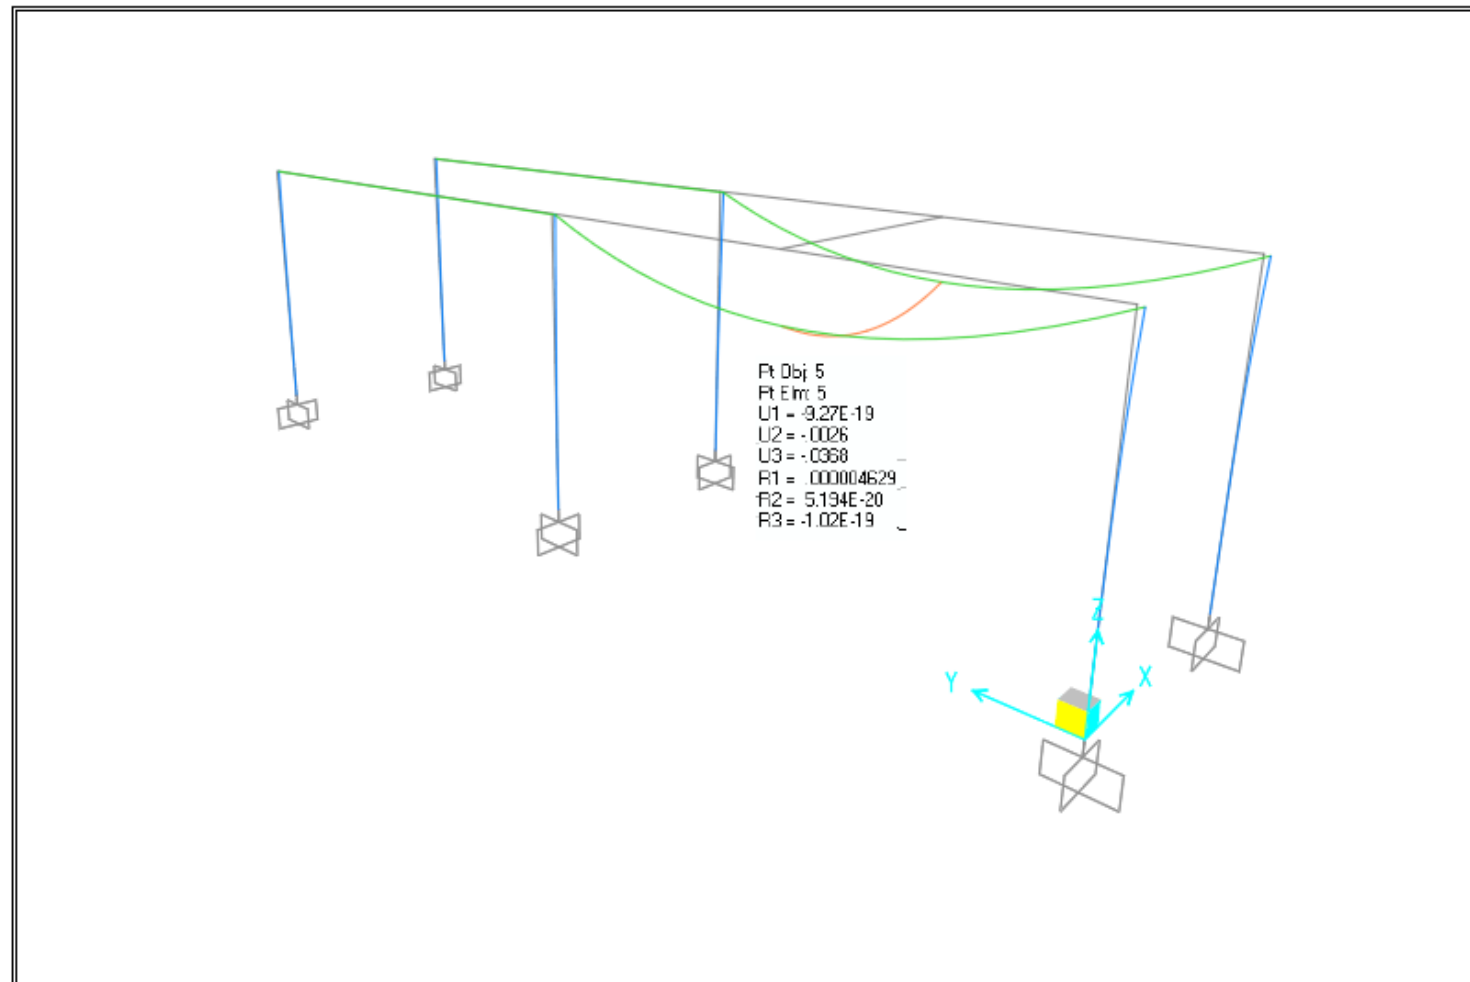 Pt Obj: 5
Pt Elm: 5
U1 = -9.27E-19
U2 = -.0026
U3 = -.0368
R1 = .000004629
R2 = 5.194E-20
R3 = -1.02E-19
Z
Y
X